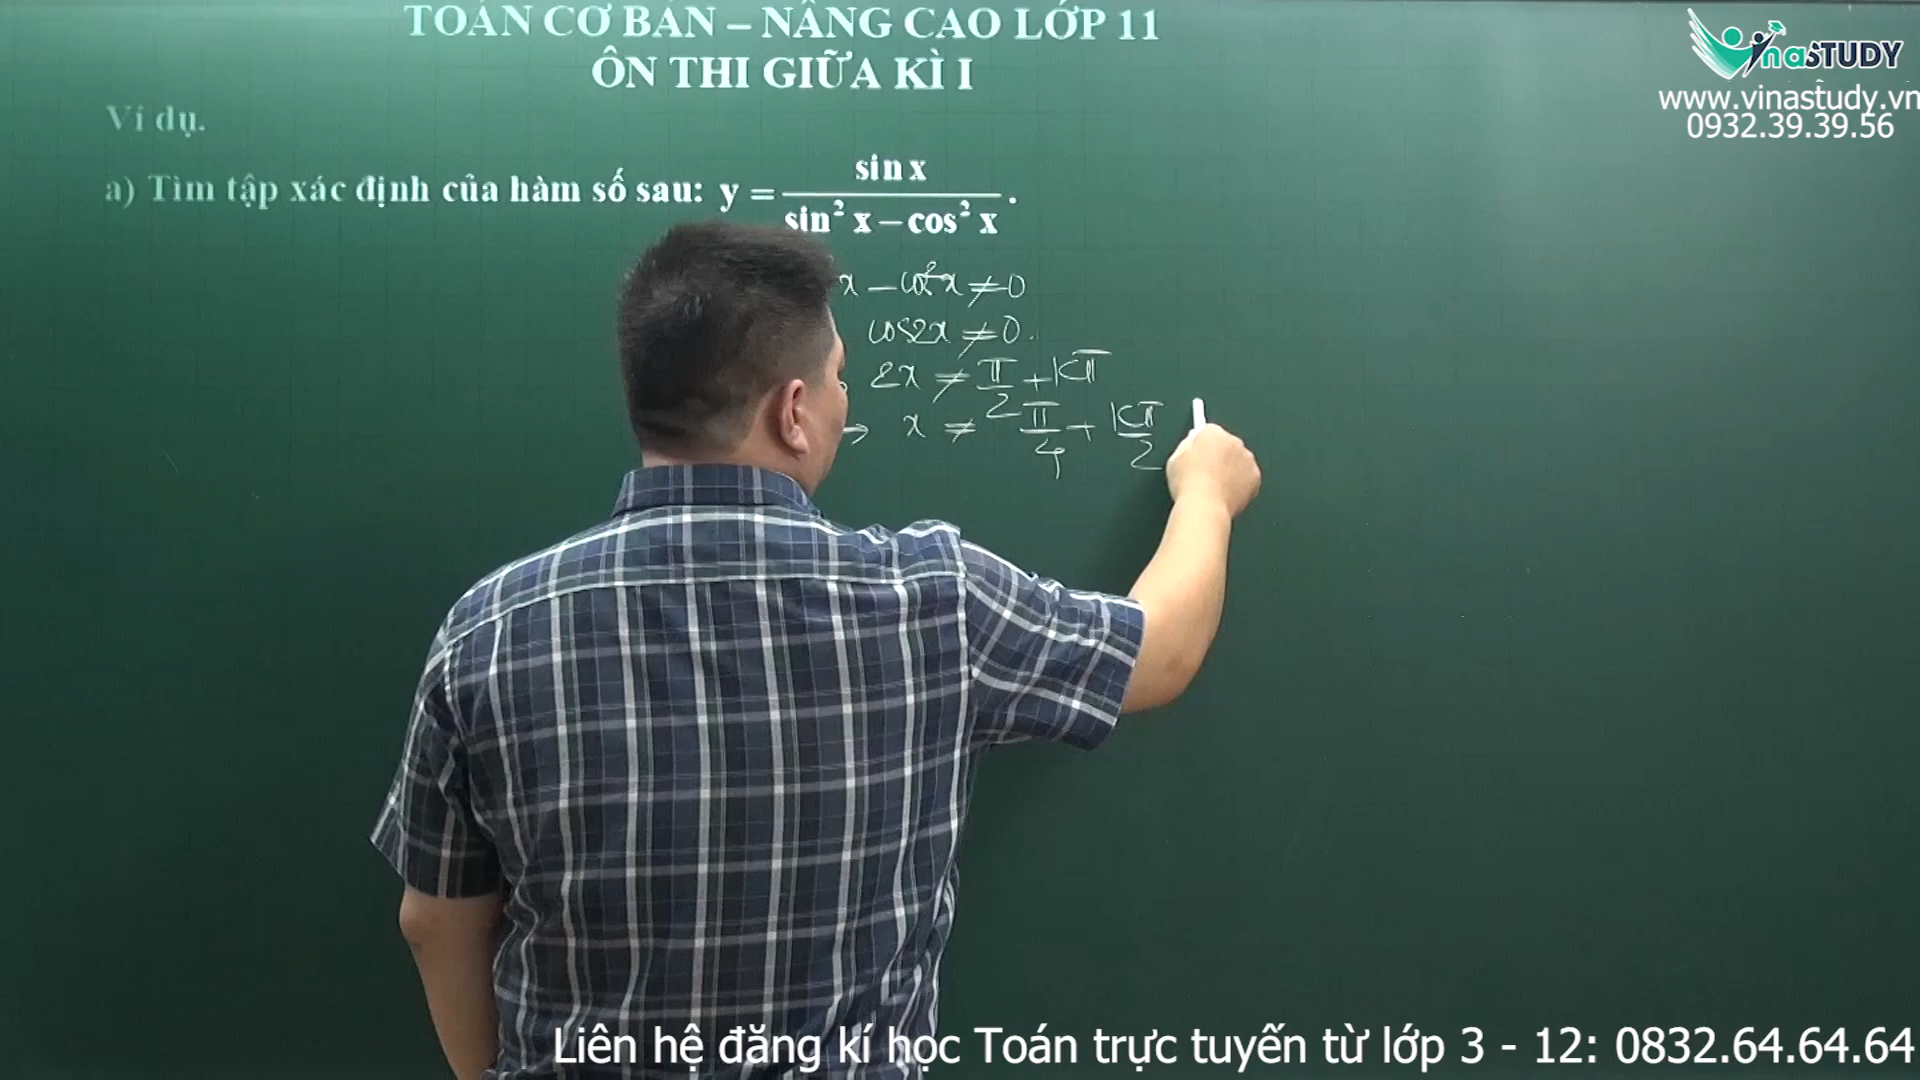 TOÁN CƠ BẢN – NÂNG CAO LỚP 11
ÔN THI GIỮA KÌ I
VinaSTUDY
www.vinastudy.vn
0932.39.39.56
Ví dụ.
a) Tìm tập xác định của hàm số sau: y = sin x / (sin² x – cos² x).
x – cos²x ≠ 0
cos2x ≠ 0.
2x ≠ π/2 + kπ
→ x ≠ π/4 + kπ/2
Liên hệ đăng kí học Toán trực tuyến từ lớp 3 - 12: 0832.64.64.64